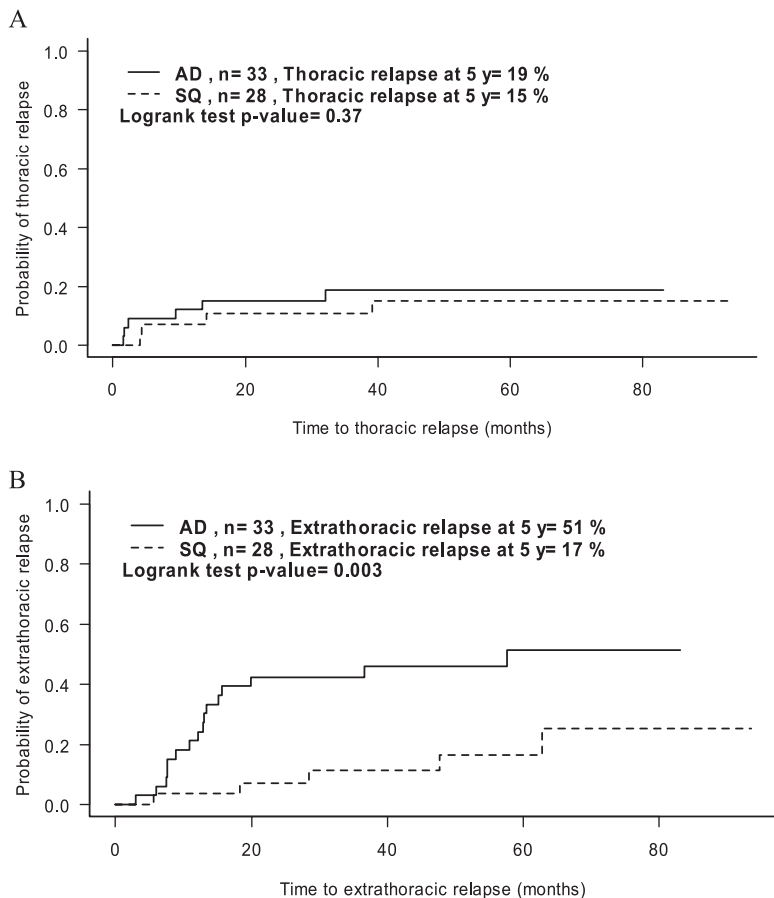 A
1.0
0.8
0.6
0.4
0.2
0.0
Probability of thoracic relapse
AD , n= 33 , Thoracic relapse at 5 y= 19 %
SQ , n= 28 , Thoracic relapse at 5 y= 15 %
Logrank test p-value= 0.37
0 20 40 60 80
Time to thoracic relapse (months)
B
1.0
0.8
0.6
0.4
0.2
0.0
Probability of extrathoracic relapse
AD , n= 33 , Extrathoracic relapse at 5 y= 51 %
SQ , n= 28 , Extrathoracic relapse at 5 y= 17 %
Logrank test p-value= 0.003
0 20 40 60 80
Time to extrathoracic relapse (months)